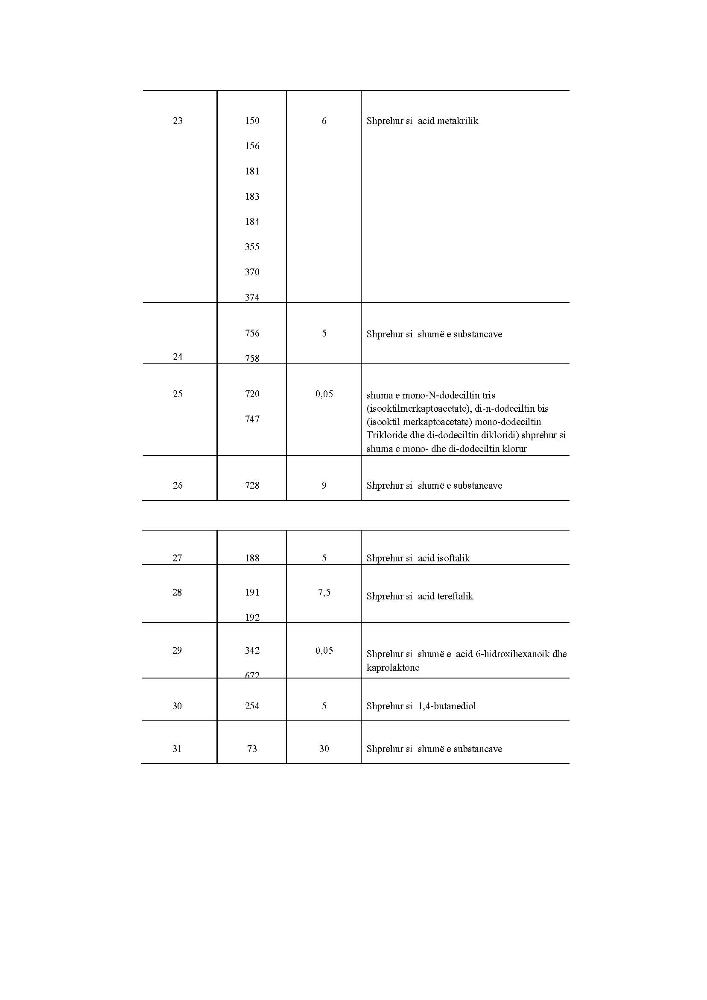 23 150 6 Shprehur si acid metakrilik
156
181
183
184
355
370
374
756 5 Shprehur si shumë e substancave
24 758
25 720 0,05 shuma e mono-N-dodeciltin tris
(isooktilmerkaptoacetate), di-n-dodeciltin bis
747 (isooktil merkaptoacetate) mono-dodeciltin
Trikloride dhe di-dodeciltin dikloridi) shprehur si
shuma e mono- dhe di-dodeciltin klorur
26 728 9 Shprehur si shumë e substancave
27 188 5 Shprehur si acid isoftalik
28 191 7,5 Shprehur si acid tereftalik
192
29 342 0,05 Shprehur si shumë e acid 6-hidroxihexanoik dhe
kaprolaktone
672
30 254 5 Shprehur si 1,4-butanediol
31 73 30 Shprehur si shumë e substancave